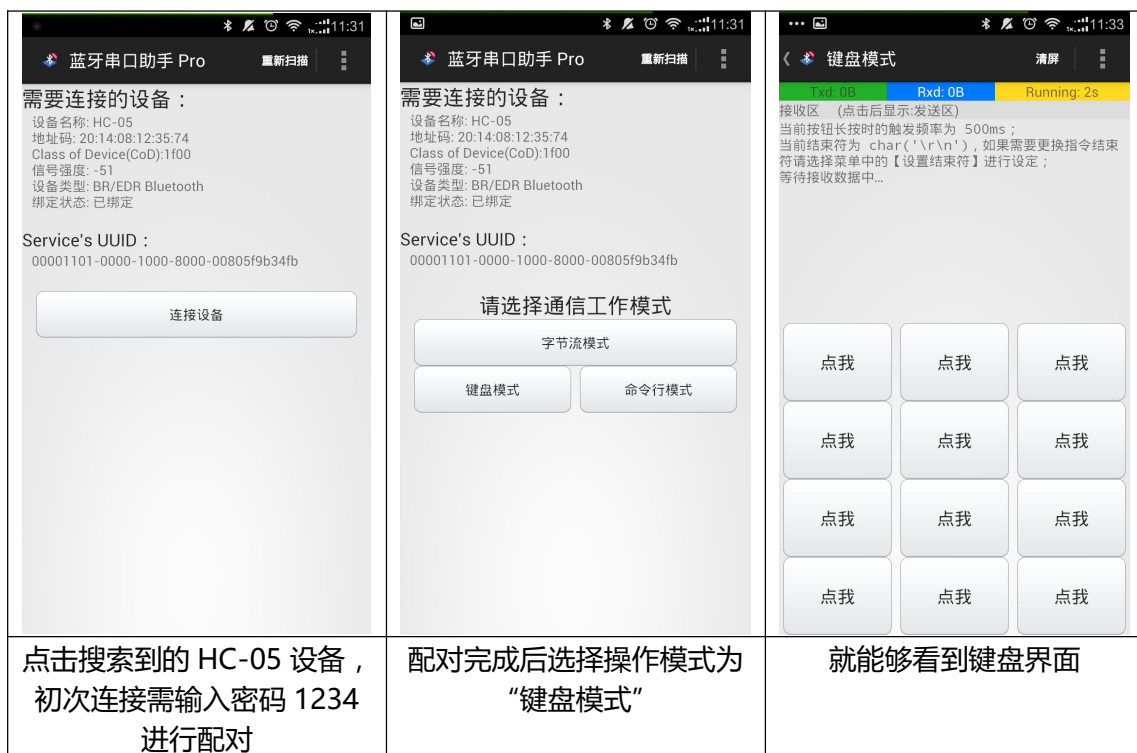 11:31
蓝牙串口助手 Pro
重新扫描
需要连接的设备：
设备名称: HC-05
地址码: 20:14:08:12:35:74
Class of Device(CoD):1f00
信号强度: -51
设备类型: BR/EDR Bluetooth
绑定状态: 已绑定
Service's UUID：
00001101-0000-1000-8000-00805f9b34fb
连接设备
11:31
蓝牙串口助手 Pro
重新扫描
需要连接的设备：
设备名称: HC-05
地址码: 20:14:08:12:35:74
Class of Device(CoD):1f00
信号强度: -51
设备类型: BR/EDR Bluetooth
绑定状态: 已绑定
Service's UUID：
00001101-0000-1000-8000-00805f9b34fb
请选择通信工作模式
字节流模式
键盘模式
命令行模式
11:33
键盘模式
清屏
Txd: 0B
Rxd: 0B
Running: 2s
接收区 (点击后显示:发送区)
当前按钮长按时的触发频率为 500ms；
当前结束符为 char('\r\n')，如果需要更换指令结束
符请选择菜单中的【设置结束符】进行设定；
等待接收数据中…
点我 点我 点我
点我 点我 点我
点我 点我 点我
点我 点我 点我
点击搜索到的 HC-05 设备，
初次连接需输入密码 1234
进行配对
配对完成后选择操作模式为
“键盘模式”
就能够看到键盘界面